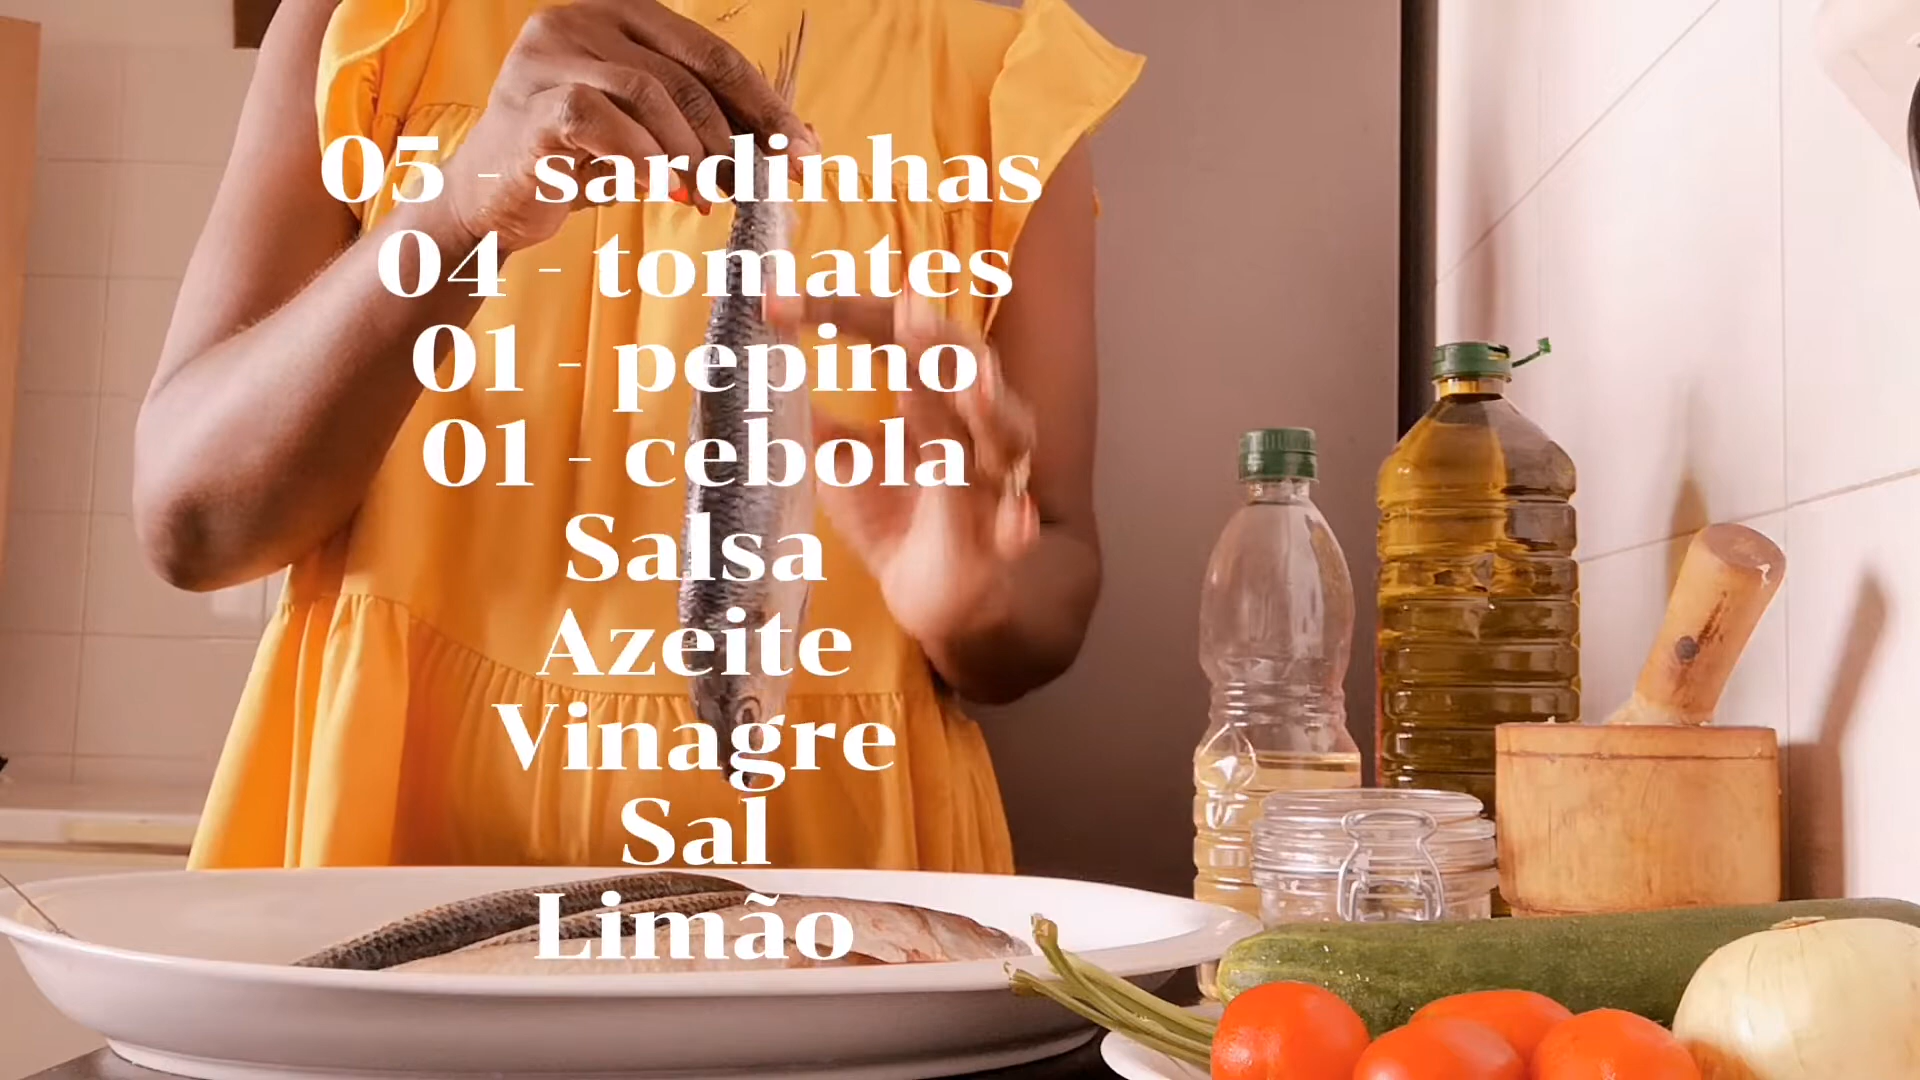 05 - sardinhas
04 - tomates
01 - pepino
01 - cebola
Salsa
Azeite
Vinagre
Sal
Limão